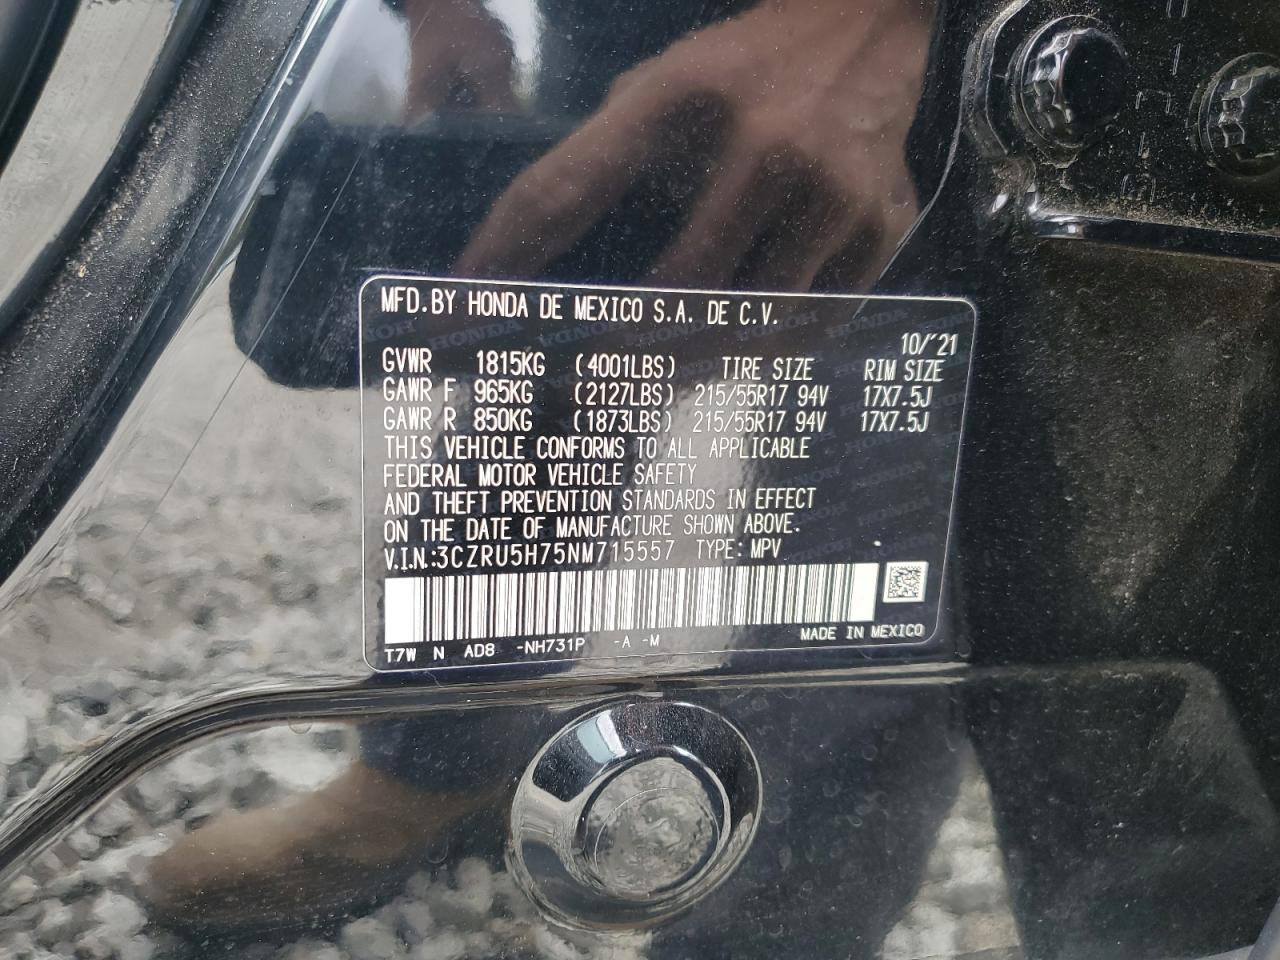 MFD.BY HONDA DE MEXICO S.A. DE C.V.
10/'21
GVWR 1815KG (4001LBS) TIRE SIZE RIM SIZE
GAWR F 965KG (2127LBS) 215/55R17 94V 17X7.5J
GAWR R 850KG (1873LBS) 215/55R17 94V 17X7.5J
THIS VEHICLE CONFORMS TO ALL APPLICABLE
FEDERAL MOTOR VEHICLE SAFETY
AND THEFT PREVENTION STANDARDS IN EFFECT
ON THE DATE OF MANUFACTURE SHOWN ABOVE.
V.I.N.:3CZRU5H75NM715557 TYPE: MPV
T7W N AD8 -NH731P -A -M MADE IN MEXICO